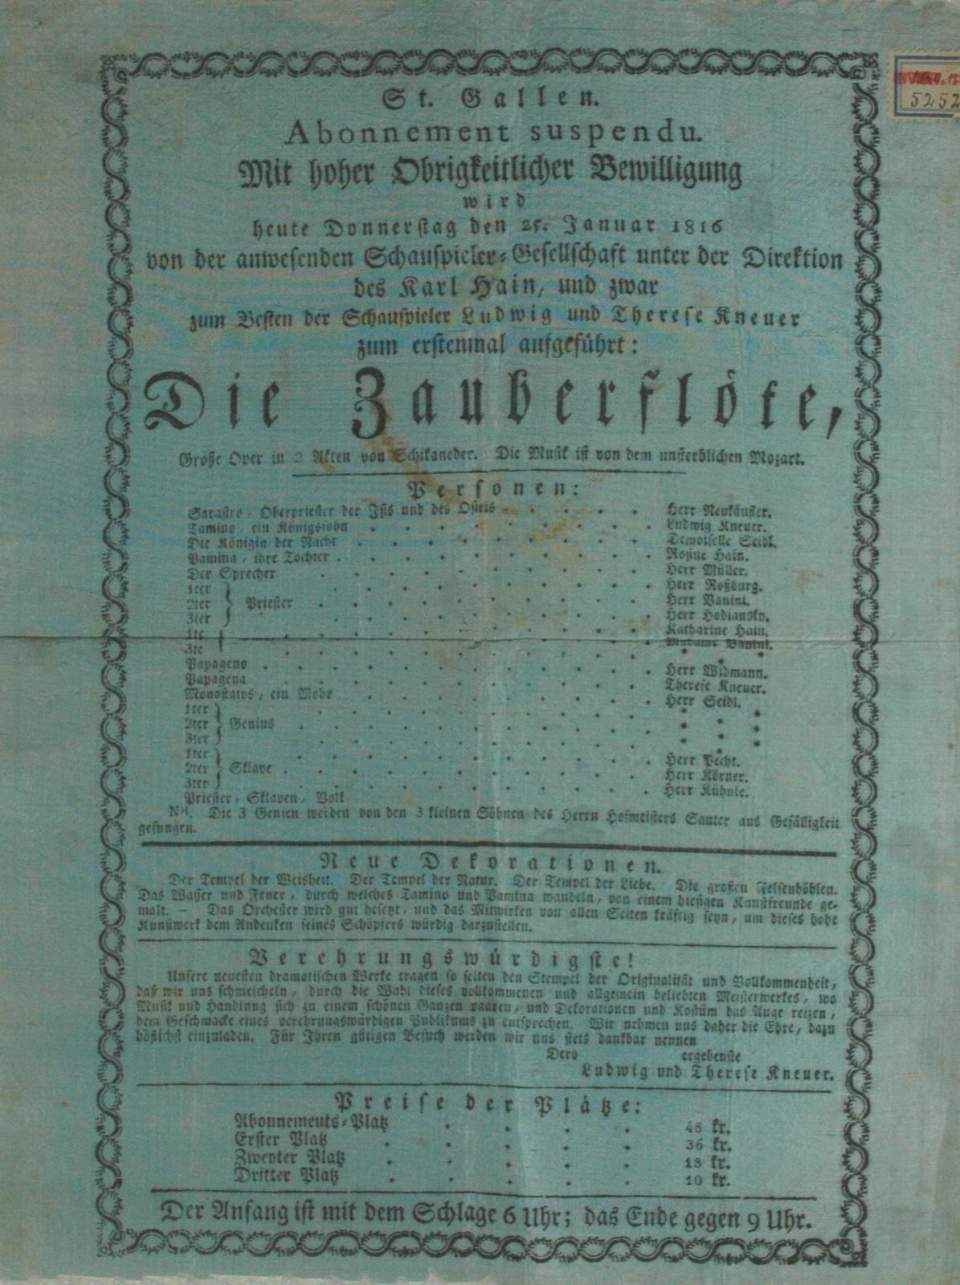 St. Gallen.
Abonnement suspendu.
Mit hoher Obrigkeitlicher Bewilligung
wird
heute Donnerstag den 25. Januar 1816
von der anwesenden Schauspieler-Gesellschaft unter der Direktion
des Karl Hain, und zwar
zum Besten der Schauspieler Ludwig und Therese Kneuer
zum erstenmal aufgeführt:
Die Zauberflöte,
Große Oper in 2 Akten von Schikaneder. Die Musik ist von dem unsterblichen Mozart.
Personen:
Sarastro, Oberpriester der Isis und des Osiris . . . . . Herr Neukäufler.
Tamino, ein Königssohn . . . . . Ludwig Kneuer.
Die Königin der Nacht . . . . . Demoiselle Seidl.
Pamina, ihre Tochter . . . . . Rosine Hain.
Der Sprecher . . . . . Herr Müller.
1ter Herr Roßburg.
2ter } Priester . . . . . Herr Vanini.
3ter Herr Hodiansky.
1te Katharine Hain.
3te Madame Vanini.
Papageno . . . . . Herr Widmann.
Papagena . . . . . Therese Kneuer.
Monostatos, ein Mohr . . . . . Herr Seidl.
1ter
2ter } Genius . . . . .
3ter
1ter Herr Pecht.
2ter } Sklave . . . . . Herr Körner.
3ter Herr Kühnle.
Priester, Sklaven, Volk
NB. Die 3 Genien werden von den 3 kleinen Söhnen des Herrn Hofmeisters Sauter aus Gefälligkeit
gesungen.
Neue Dekorationen.
Der Tempel der Weisheit. Der Tempel der Natur. Der Tempel der Liebe. Die großen Felsenhöhlen.
Das Wasser und Feuer, durch welches Tamino und Pamina wandeln, von einem hiesigen Kunstfreunde ge-
malt. — Das Orchester wird gut besetzt, und das Mitwirken von allen Seiten kräftig seyn, um dieses hohe
Kunstwerk dem Andenken seines Schöpfers würdig darzustellen.
Verehrungswürdigste!
Unsere neuesten dramatischen Werke tragen so selten den Stempel der Originalität und Vollkommenheit,
daß wir uns schmeicheln, durch die Wahl dieses vollkommenen und allgemein beliebten Meisterwerkes, wo
Musik und Handlung sich zu einem schönen Ganzen paaren, und Dekorationen und Kostüm das Auge reizen,
dem Geschmacke eines verehrungswürdigen Publikums zu entsprechen. Wir nehmen uns daher die Ehre, dazu
höflichst einzuladen. Für Ihren gütigen Besuch werden wir uns stets dankbar nennen
Dero ergebenste
Ludwig und Therese Kneuer.
Preise der Plätze:
Abonnements-Platz . . . . 48 kr.
Erster Platz . . . . 36 kr.
Zweyter Platz . . . . 18 kr.
Dritter Platz . . . . 10 kr.
Der Anfang ist mit dem Schlage 6 Uhr; das Ende gegen 9 Uhr.
5252